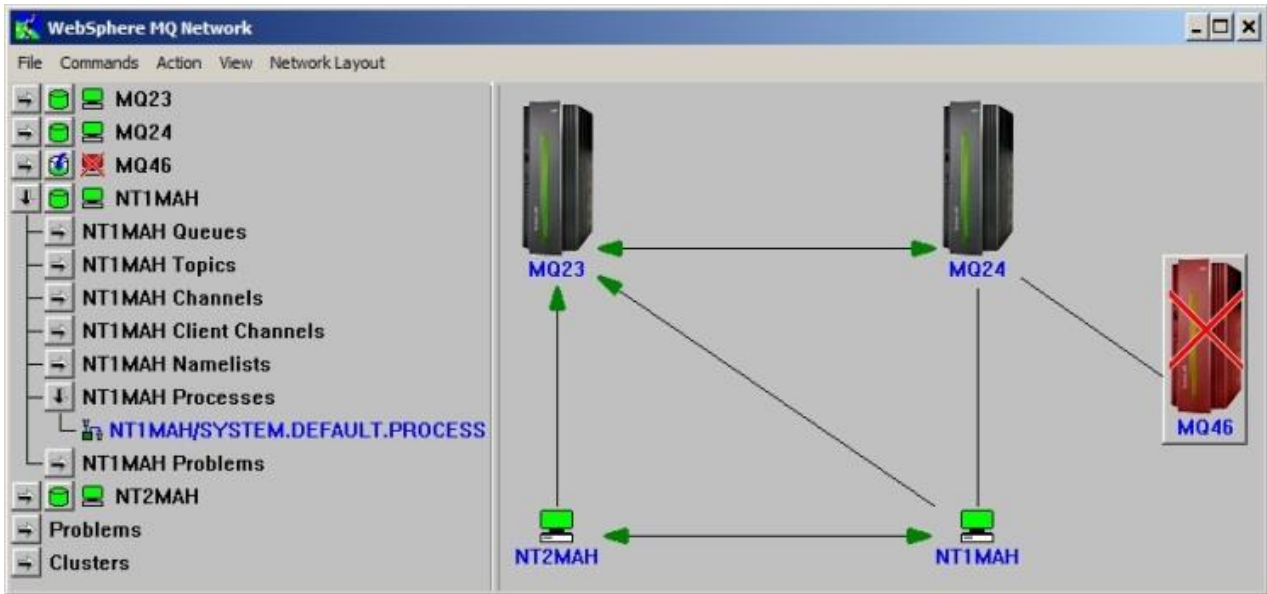 WebSphere MQ Network
File Commands Action View Network Layout
MQ23
MQ24
MQ46
NT1MAH
NT1MAH Queues
NT1MAH Topics
NT1MAH Channels
NT1MAH Client Channels
NT1MAH Namelists
NT1MAH Processes
NT1MAH/SYSTEM.DEFAULT.PROCESS
NT1MAH Problems
NT2MAH
Problems
Clusters
MQ23
MQ24
MQ46
NT2MAH
NT1MAH